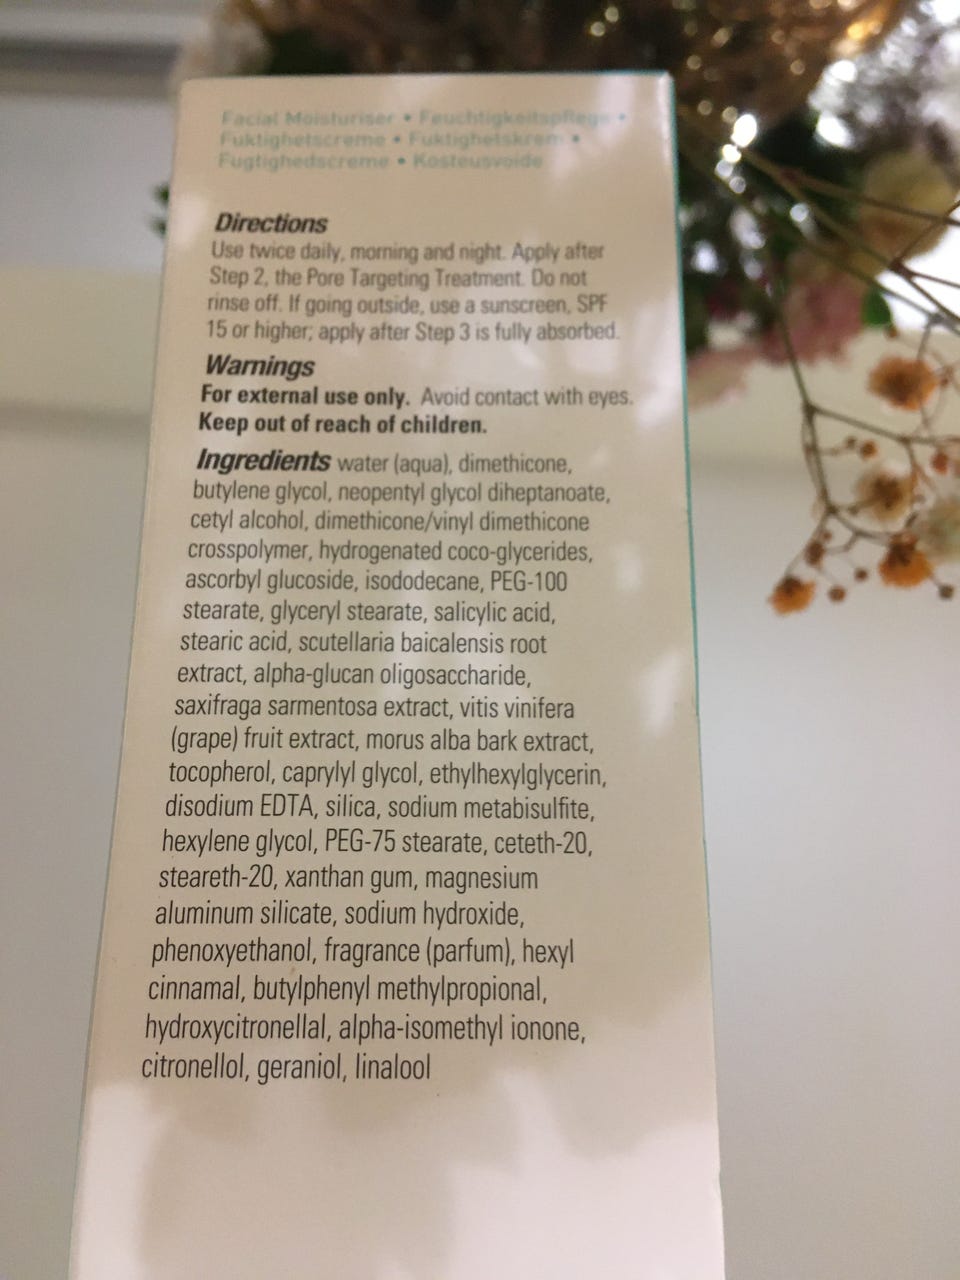 Facial Moisturiser • Feuchtigkeitspflege •
Fuktighetscreme • Fuktighetskrem •
Fugtighedscreme • Kosteusvoide
Directions
Use twice daily, morning and night. Apply after
Step 2, the Pore Targeting Treatment. Do not
rinse off. If going outside, use a sunscreen, SPF
15 or higher; apply after Step 3 is fully absorbed.
Warnings
For external use only. Avoid contact with eyes.
Keep out of reach of children.
Ingredients water (aqua), dimethicone,
butylene glycol, neopentyl glycol diheptanoate,
cetyl alcohol, dimethicone/vinyl dimethicone
crosspolymer, hydrogenated coco-glycerides,
ascorbyl glucoside, isododecane, PEG-100
stearate, glyceryl stearate, salicylic acid,
stearic acid, scutellaria baicalensis root
extract, alpha-glucan oligosaccharide,
saxifraga sarmentosa extract, vitis vinifera
(grape) fruit extract, morus alba bark extract,
tocopherol, caprylyl glycol, ethylhexylglycerin,
disodium EDTA, silica, sodium metabisulfite,
hexylene glycol, PEG-75 stearate, ceteth-20,
steareth-20, xanthan gum, magnesium
aluminum silicate, sodium hydroxide,
phenoxyethanol, fragrance (parfum), hexyl
cinnamal, butylphenyl methylpropional,
hydroxycitronellal, alpha-isomethyl ionone,
citronellol, geraniol, linalool